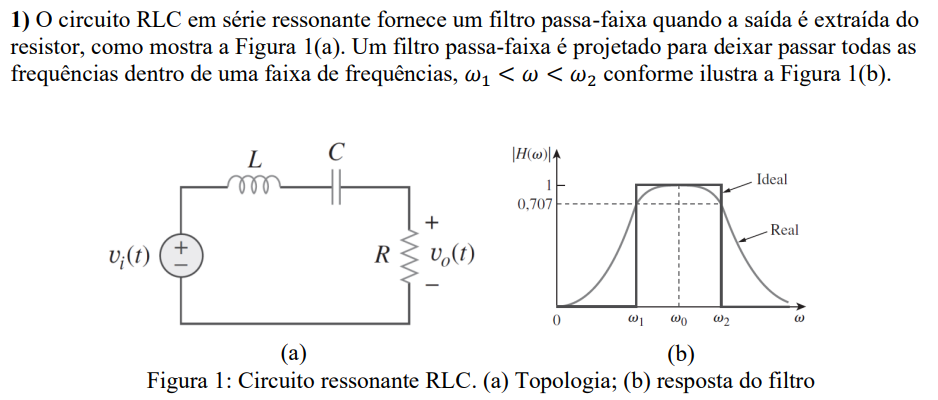 1) O circuito RLC em série ressonante fornece um filtro passa-faixa quando a saída é extraída do
resistor, como mostra a Figura 1(a). Um filtro passa-faixa é projetado para deixar passar todas as
frequências dentro de uma faixa de frequências, ω₁ < ω < ω₂ conforme ilustra a Figura 1(b).
L
C
+
−
vᵢ(t)
R
+
vₒ(t)
−
|H(ω)|
1
0,707
Ideal
Real
0
ω₁
ω₀
ω₂
ω
(a)
(b)
Figura 1: Circuito ressonante RLC. (a) Topologia; (b) resposta do filtro